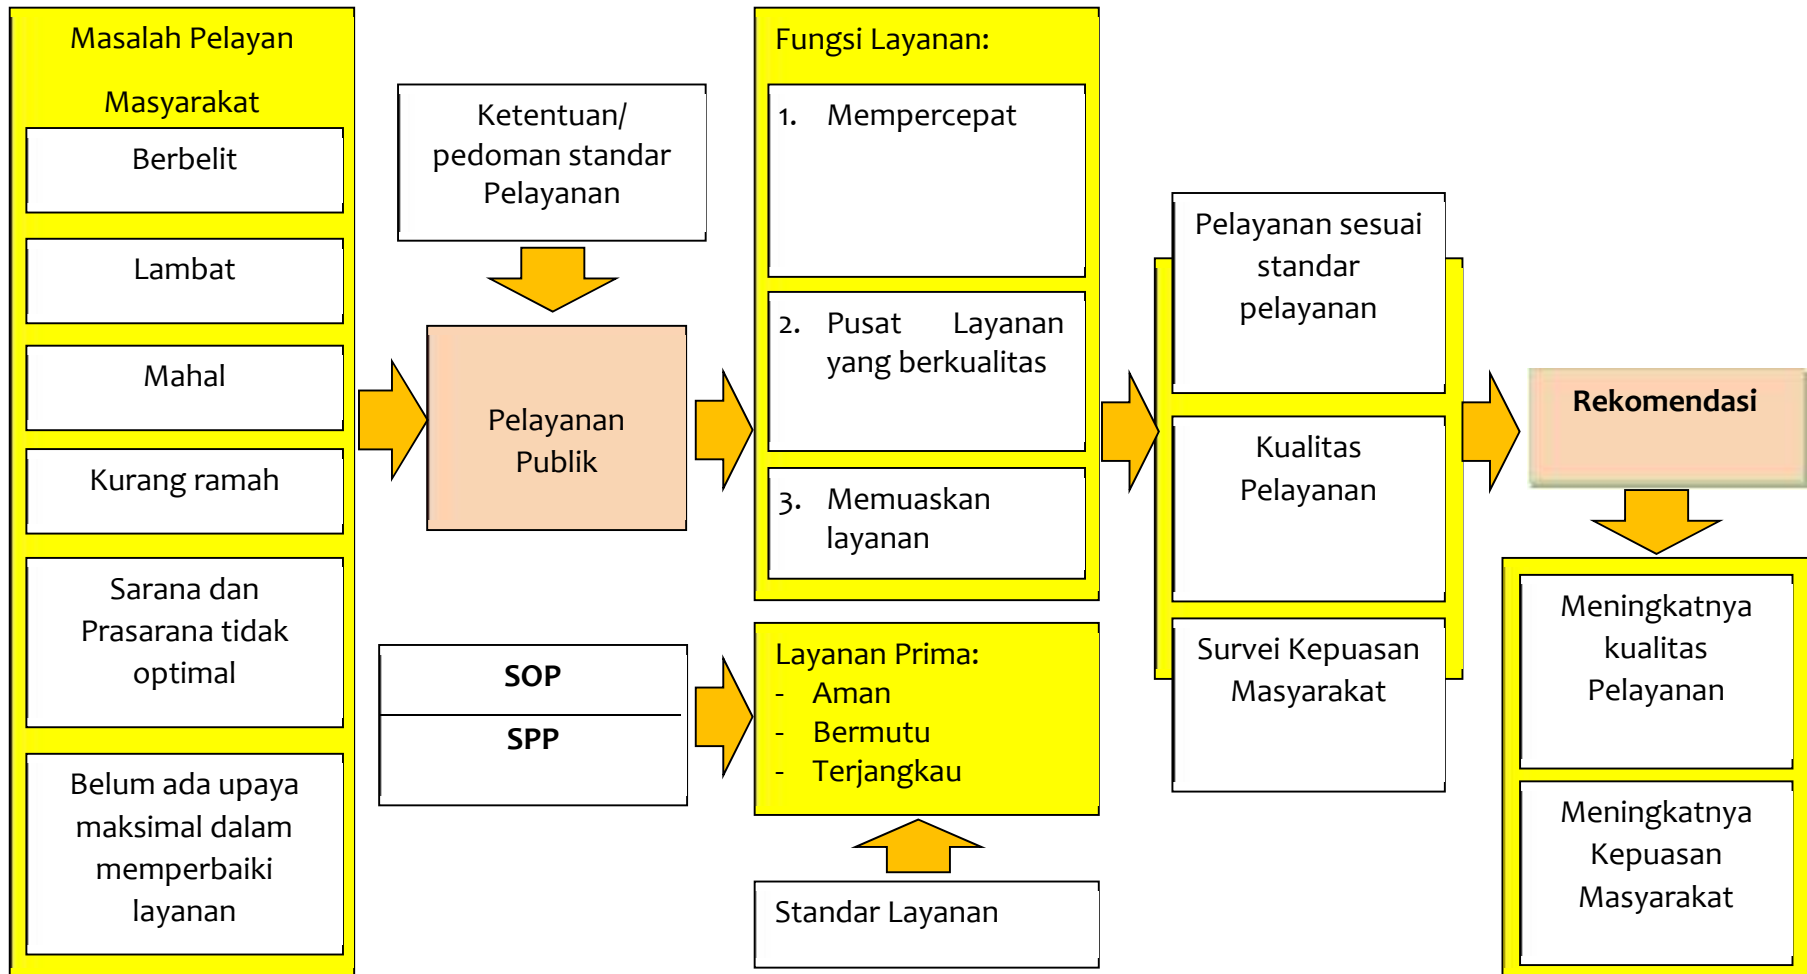 Masalah Pelayan
Masyarakat
Berbelit
Lambat
Mahal
Kurang ramah
Sarana dan
Prasarana tidak
optimal
Belum ada upaya
maksimal dalam
memperbaiki
layanan
Ketentuan/
pedoman standar
Pelayanan
Pelayanan
Publik
SOP
SPP
Fungsi Layanan:
1. Mempercepat
2. Pusat Layanan
yang berkualitas
3. Memuaskan
layanan
Layanan Prima:
- Aman
- Bermutu
- Terjangkau
Standar Layanan
Pelayanan sesuai
standar
pelayanan
Kualitas
Pelayanan
Survei Kepuasan
Masyarakat
Rekomendasi
Meningkatnya
kualitas
Pelayanan
Meningkatnya
Kepuasan
Masyarakat